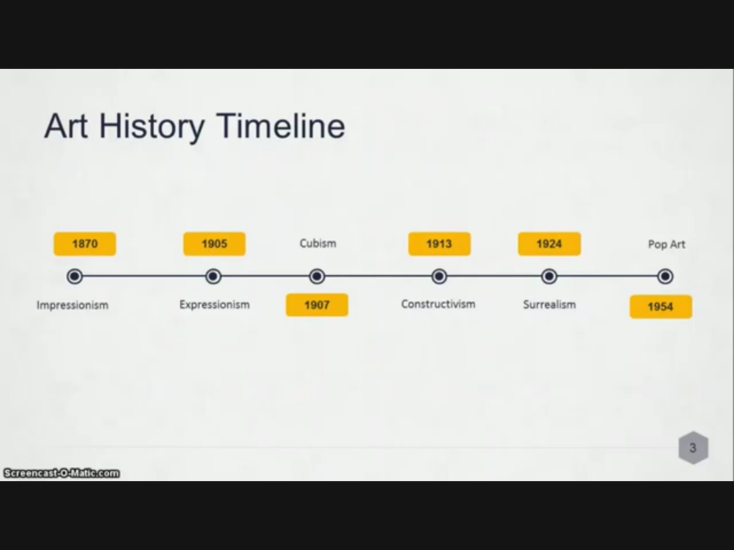 Art History Timeline
1870
1905
Cubism
1913
1924
Pop Art
Impressionism
Expressionism
1907
Constructivism
Surrealism
1954
3
Screencast-O-Matic.com